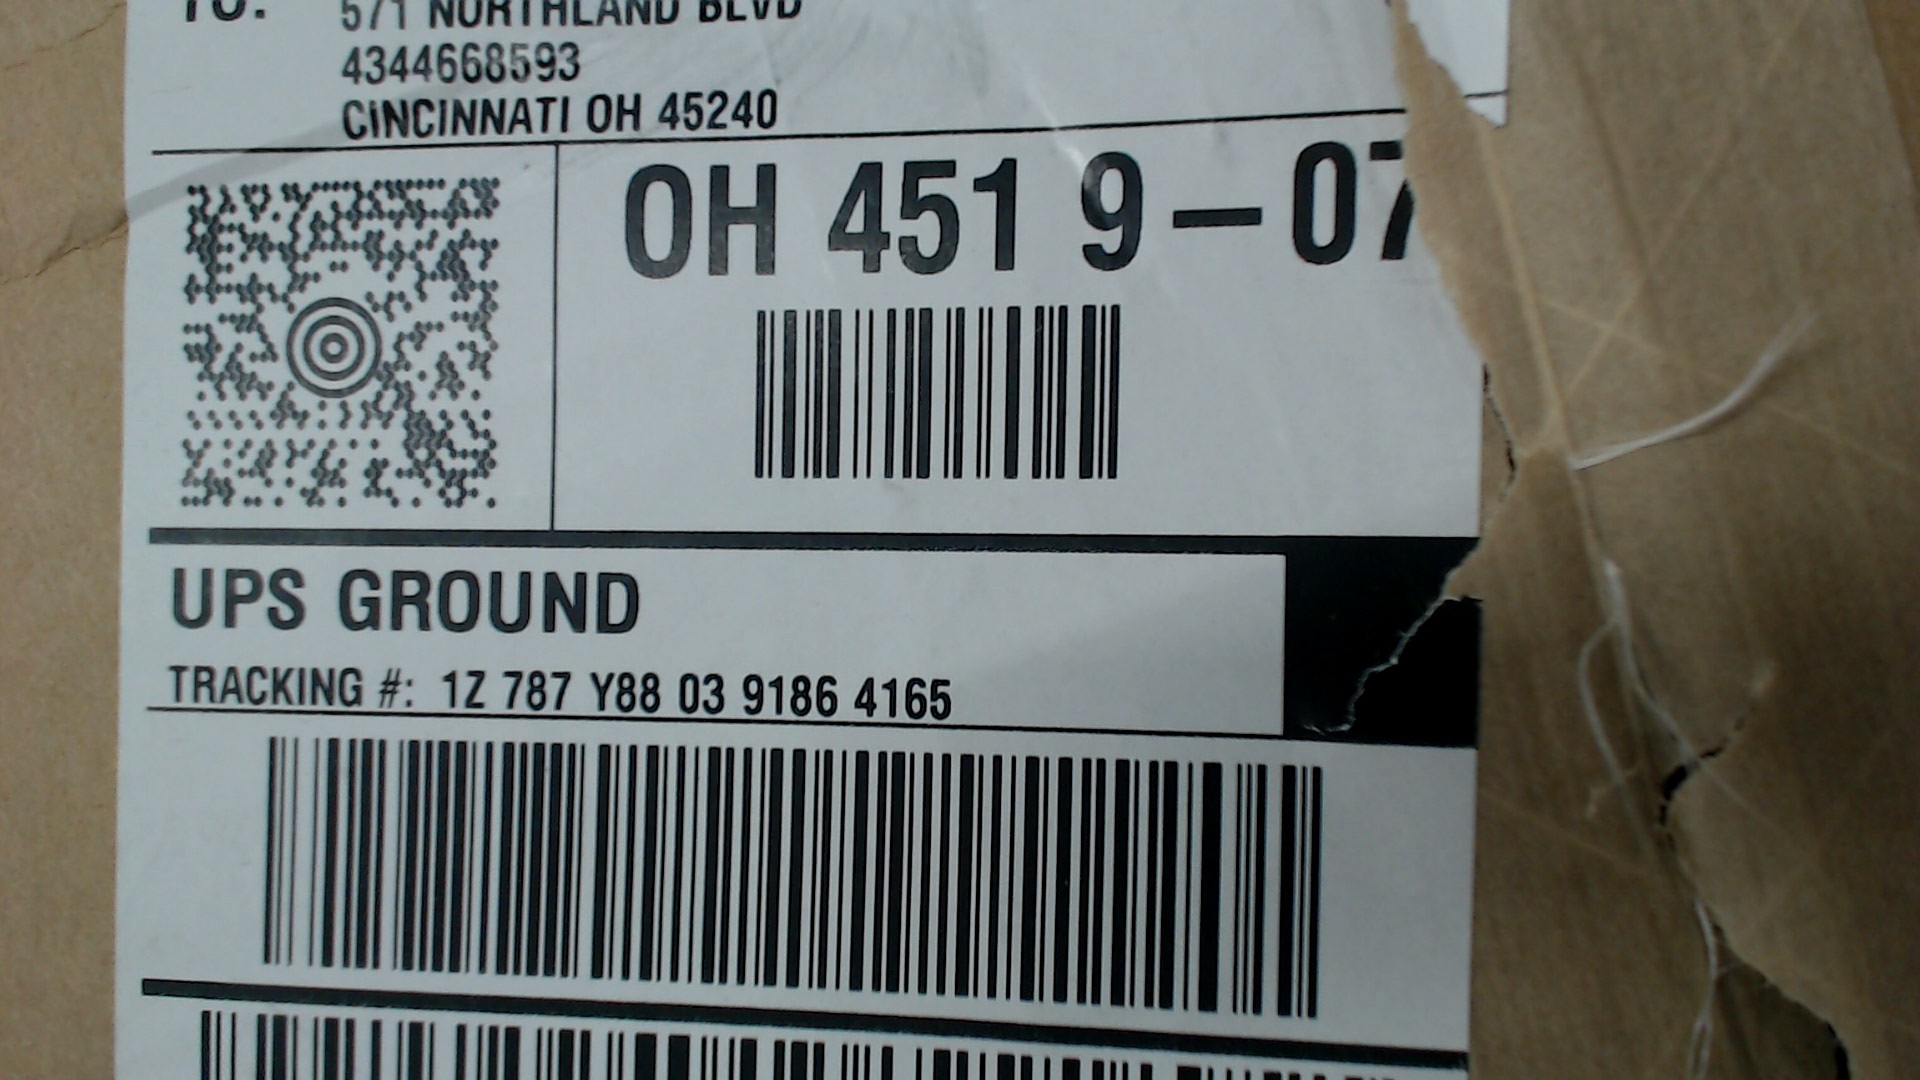 TO: 571 NORTHLAND BLVD
4344668593
CINCINNATI OH 45240
OH 451 9-07
UPS GROUND
TRACKING #: 1Z 787 Y88 03 9186 4165